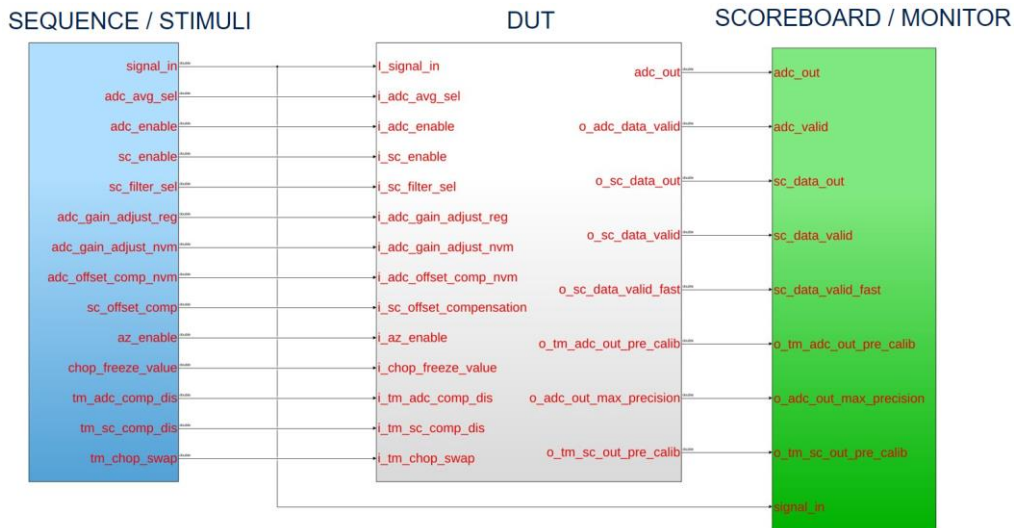 SEQUENCE / STIMULI
signal_in
adc_avg_sel
adc_enable
sc_enable
sc_filter_sel
adc_gain_adjust_reg
adc_gain_adjust_nvm
adc_offset_comp_nvm
sc_offset_comp
az_enable
chop_freeze_value
tm_adc_comp_dis
tm_sc_comp_dis
tm_chop_swap
DUT
I_signal_in
i_adc_avg_sel
i_adc_enable
i_sc_enable
i_sc_filter_sel
i_adc_gain_adjust_reg
i_adc_gain_adjust_nvm
i_adc_offset_comp_nvm
i_sc_offset_compensation
i_az_enable
i_chop_freeze_value
i_tm_adc_comp_dis
i_tm_sc_comp_dis
i_tm_chop_swap
adc_out
o_adc_data_valid
o_sc_data_out
o_sc_data_valid
o_sc_data_valid_fast
o_tm_adc_out_pre_calib
o_adc_out_max_precision
o_tm_sc_out_pre_calib
SCOREBOARD / MONITOR
adc_out
adc_valid
sc_data_out
sc_data_valid
sc_data_valid_fast
o_tm_adc_out_pre_calib
o_adc_out_max_precision
o_tm_sc_out_pre_calib
signal_in